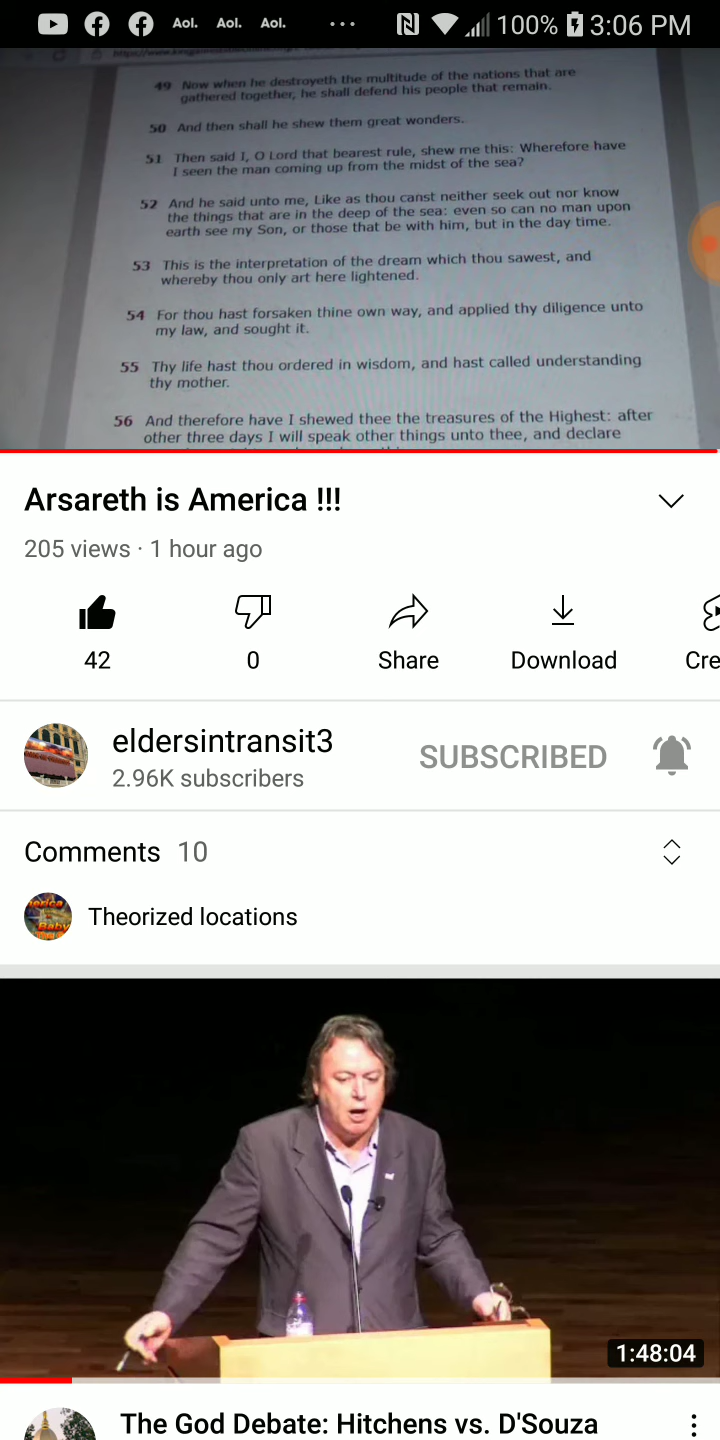 Aol. Aol. Aol. ... 100% 3:06 PM
49 Now when he destroyeth the multitude of the nations that are
gathered together, he shall defend his people that remain.
50 And then shall he shew them great wonders.
51 Then said I, O Lord that bearest rule, shew me this: Wherefore have
I seen the man coming up from the midst of the sea?
52 And he said unto me, Like as thou canst neither seek out nor know
the things that are in the deep of the sea: even so can no man upon
earth see my Son, or those that be with him, but in the day time.
53 This is the interpretation of the dream which thou sawest, and
whereby thou only art here lightened.
54 For thou hast forsaken thine own way, and applied thy diligence unto
my law, and sought it.
55 Thy life hast thou ordered in wisdom, and hast called understanding
thy mother.
56 And therefore have I shewed thee the treasures of the Highest: after
other three days I will speak other things unto thee, and declare
Arsareth is America !!!
205 views · 1 hour ago
42 0 Share Download Cre
eldersintransit3
SUBSCRIBED
2.96K subscribers
Comments 10
Theorized locations
1:48:04
The God Debate: Hitchens vs. D'Souza